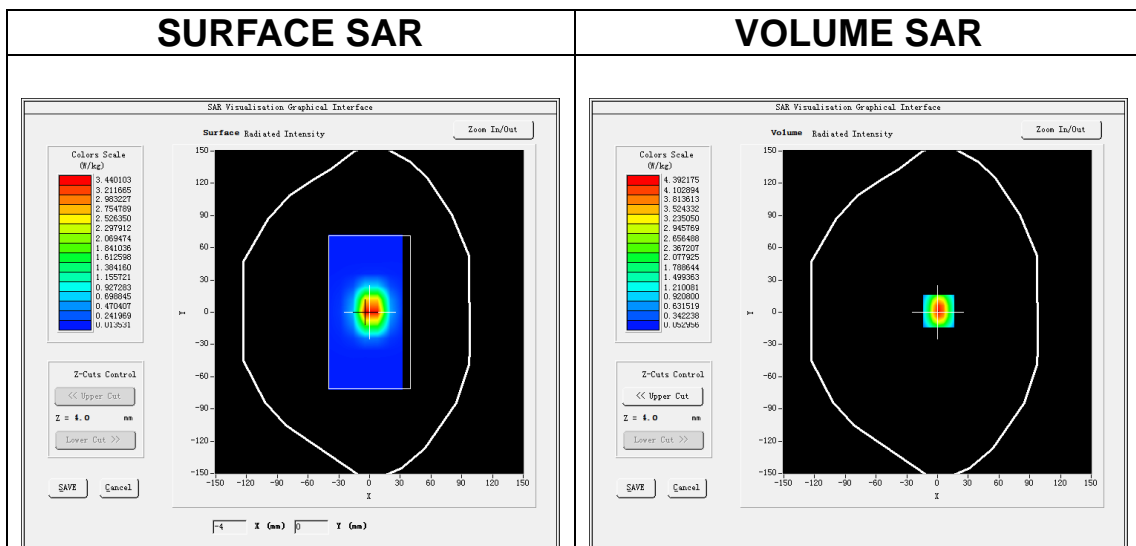 SURFACE SAR
VOLUME SAR
SAR Visualisation Graphical Interface
Surface Radiated Intensity
Zoom In/Out
Colors Scale
(W/kg)
3.440103
3.211665
2.983227
2.754789
2.526350
2.297912
2.069474
1.841036
1.612598
1.384160
1.155721
0.927283
0.698845
0.470407
0.241969
0.013531
Z-Cuts Control
<< Upper Cut
Z = 4.0 mm
Lower Cut >>
SAVE
Cancel
150
120
90
60
30
0
-30
-60
-90
-120
-150
Y
-150 -120 -90 -60 -30 0 30 60 90 120 150
X
-4 X (mm) 0 Y (mm)
SAR Visualisation Graphical Interface
Volume Radiated Intensity
Zoom In/Out
Colors Scale
(W/kg)
4.392175
4.102894
3.813613
3.524332
3.235050
2.945769
2.656488
2.367207
2.077925
1.788644
1.499363
1.210081
0.920800
0.631519
0.342238
0.052956
Z-Cuts Control
<< Upper Cut
Z = 4.0 mm
Lower Cut >>
SAVE
Cancel
150
120
90
60
30
0
-30
-60
-90
-120
-150
Y
-150 -120 -90 -60 -30 0 30 60 90 120 150
X